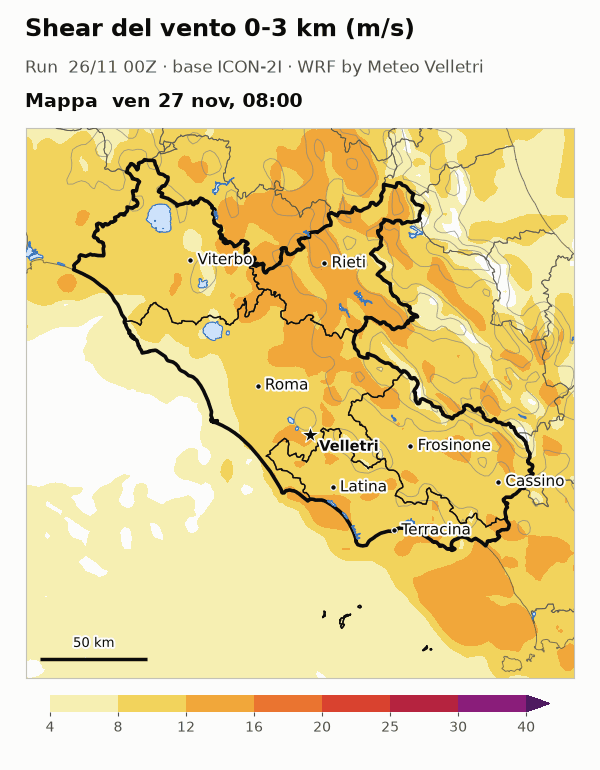 Shear del vento 0-3 km (m/s)
Run  26/11 00Z · base ICON-2I · WRF by Meteo Velletri
Mappa  ven 27 nov, 08:00
Viterbo
Rieti
Roma
Velletri
Frosinone
Latina
Cassino
Terracina
50 km
4 8 12 16 20 25 30 40